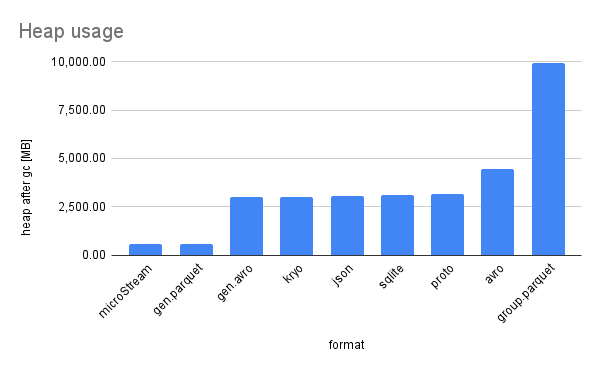 Heap usage
heap after gc [MB]
10,000.00
7,500.00
5,000.00
2,500.00
0.00
microStream
gen.parquet
gen.avro
kryo
json
sqlite
proto
avro
group.parquet
format